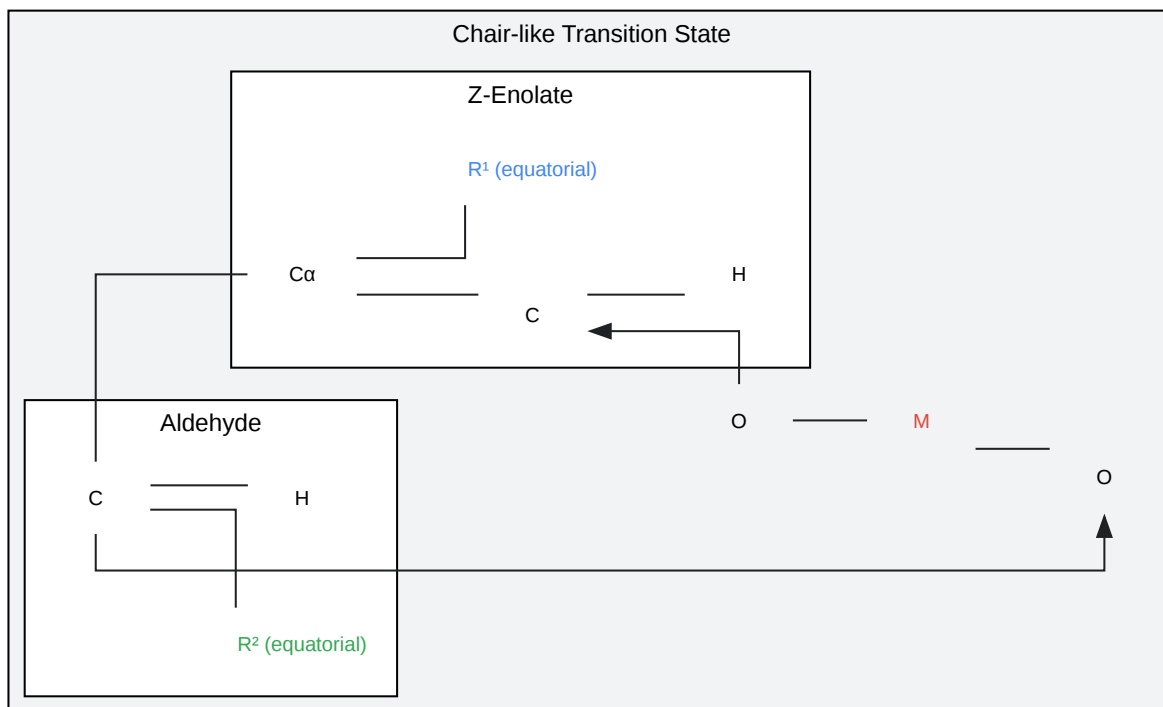 Chair-like Transition State
Z-Enolate
R¹ (equatorial)
Cα
H
C
Aldehyde
O
M
O
C
H
R² (equatorial)